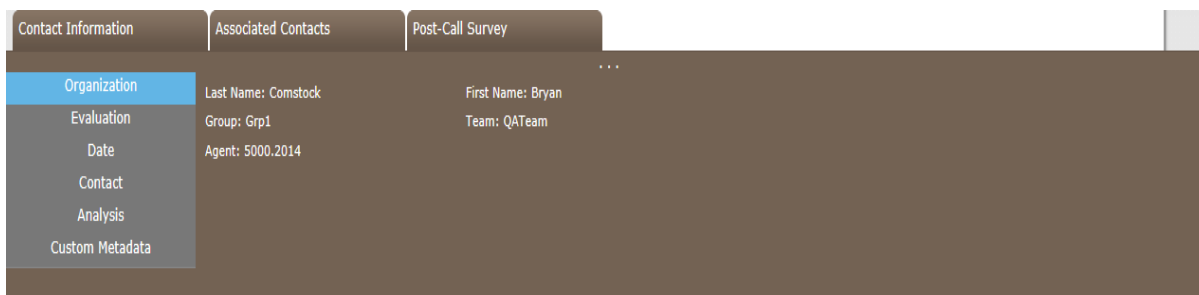 Contact Information Associated Contacts Post-Call Survey
...
Organization
Evaluation
Date
Contact
Analysis
Custom Metadata
Last Name: Comstock First Name: Bryan
Group: Grp1 Team: QATeam
Agent: 5000.2014